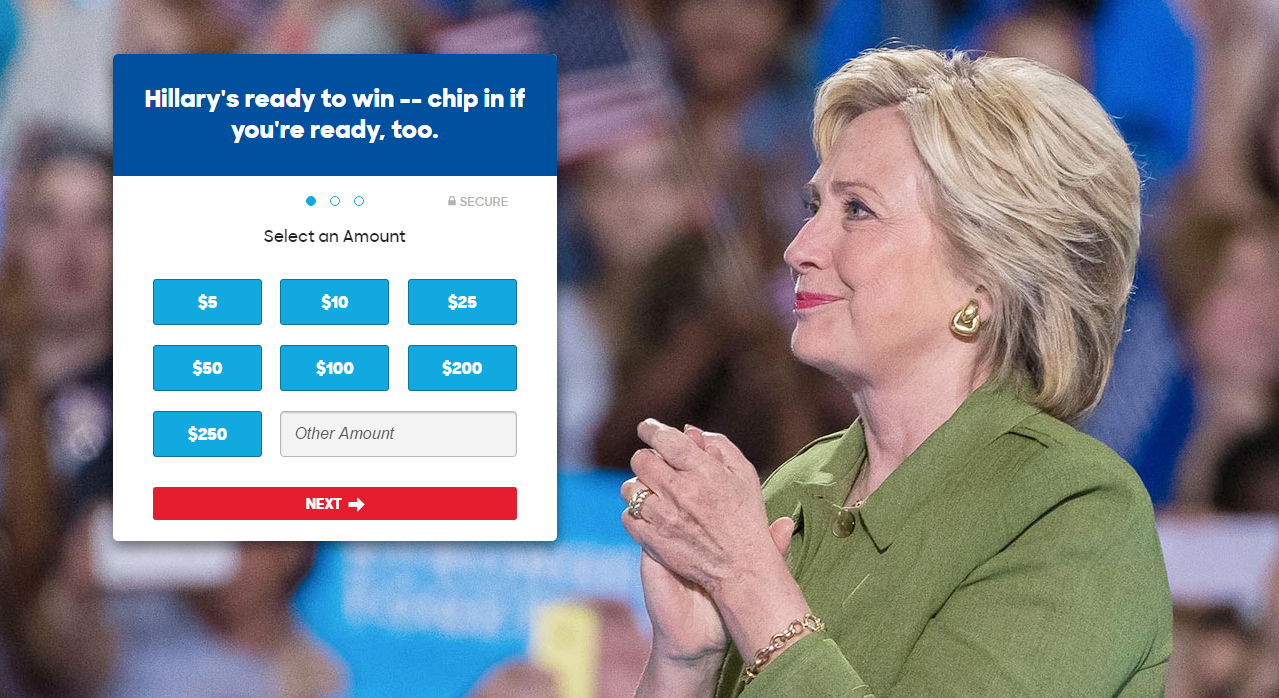 Hillary's ready to win -- chip in if
you're ready, too.
SECURE
Select an Amount
$5 $10 $25
$50 $100 $200
$250 Other Amount
NEXT